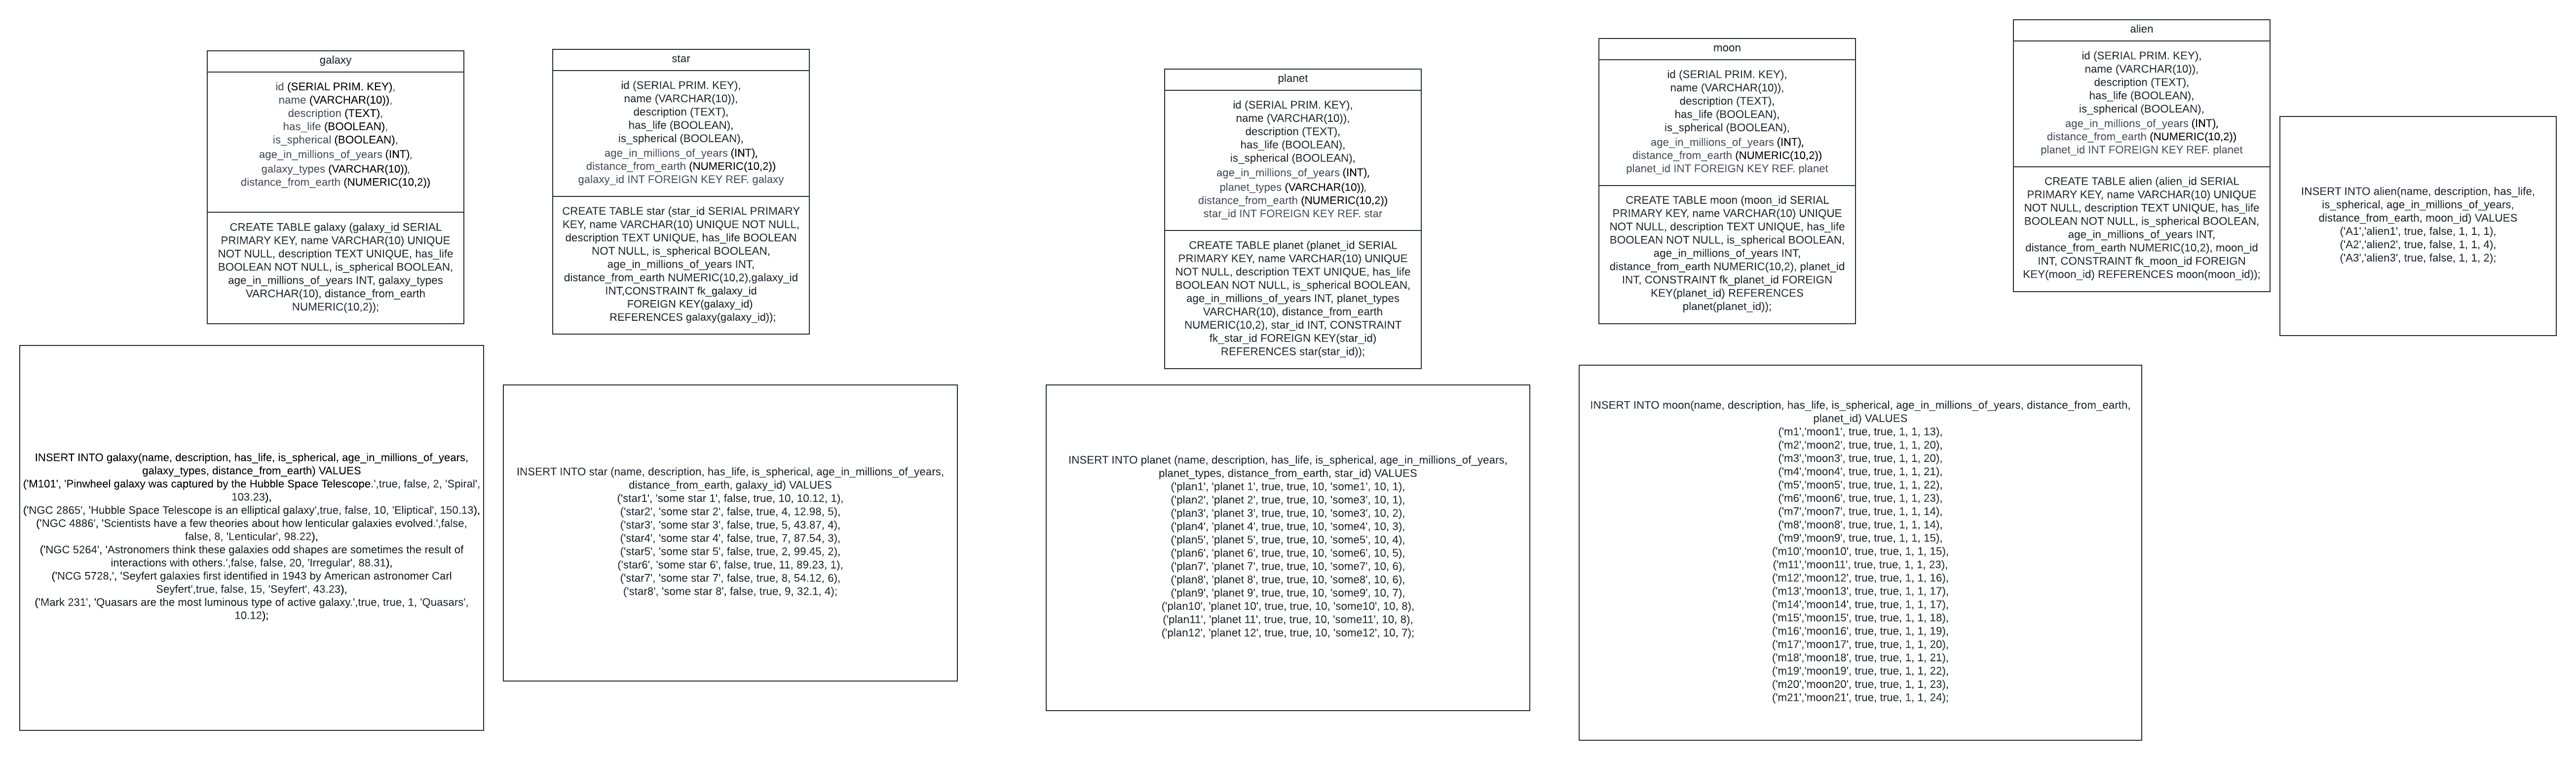 galaxy
id (SERIAL PRIM. KEY),
name (VARCHAR(10)),
description (TEXT),
has_life (BOOLEAN),
is_spherical (BOOLEAN),
age_in_millions_of_years (INT),
galaxy_types (VARCHAR(10)),
distance_from_earth (NUMERIC(10,2))
CREATE TABLE galaxy (galaxy_id SERIAL
PRIMARY KEY, name VARCHAR(10) UNIQUE
NOT NULL, description TEXT UNIQUE, has_life
BOOLEAN NOT NULL, is_spherical BOOLEAN,
age_in_millions_of_years INT, galaxy_types
VARCHAR(10), distance_from_earth
NUMERIC(10,2));
INSERT INTO galaxy(name, description, has_life, is_spherical, age_in_millions_of_years,
galaxy_types, distance_from_earth) VALUES
('M101', 'Pinwheel galaxy was captured by the Hubble Space Telescope.',true, false, 2, 'Spiral',
103.23),
('NGC 2865', 'Hubble Space Telescope is an elliptical galaxy',true, false, 10, 'Eliptical', 150.13),
('NGC 4886', 'Scientists have a few theories about how lenticular galaxies evolved.',false,
false, 8, 'Lenticular', 98.22),
('NGC 5264', 'Astronomers think these galaxies odd shapes are sometimes the result of
interactions with others.',false, false, 20, 'Irregular', 88.31),
('NCG 5728,', 'Seyfert galaxies first identified in 1943 by American astronomer Carl
Seyfert',true, false, 15, 'Seyfert', 43.23),
('Mark 231', 'Quasars are the most luminous type of active galaxy.',true, true, 1, 'Quasars',
10.12);
star
id (SERIAL PRIM. KEY),
name (VARCHAR(10)),
description (TEXT),
has_life (BOOLEAN),
is_spherical (BOOLEAN),
age_in_millions_of_years (INT),
distance_from_earth (NUMERIC(10,2))
galaxy_id INT FOREIGN KEY REF. galaxy
CREATE TABLE star (star_id SERIAL PRIMARY
KEY, name VARCHAR(10) UNIQUE NOT NULL,
description TEXT UNIQUE, has_life BOOLEAN
NOT NULL, is_spherical BOOLEAN,
age_in_millions_of_years INT,
distance_from_earth NUMERIC(10,2),galaxy_id
INT,CONSTRAINT fk_galaxy_id
FOREIGN KEY(galaxy_id)
REFERENCES galaxy(galaxy_id));
INSERT INTO star (name, description, has_life, is_spherical, age_in_millions_of_years,
distance_from_earth, galaxy_id) VALUES
('star1', 'some star 1', false, true, 10, 10.12, 1),
('star2', 'some star 2', false, true, 4, 12.98, 5),
('star3', 'some star 3', false, true, 5, 43.87, 4),
('star4', 'some star 4', false, true, 7, 87.54, 3),
('star5', 'some star 5', false, true, 2, 99.45, 2),
('star6', 'some star 6', false, true, 11, 89.23, 1),
('star7', 'some star 7', false, true, 8, 54.12, 6),
('star8', 'some star 8', false, true, 9, 32.1, 4);
planet
id (SERIAL PRIM. KEY),
name (VARCHAR(10)),
description (TEXT),
has_life (BOOLEAN),
is_spherical (BOOLEAN),
age_in_millions_of_years (INT),
planet_types (VARCHAR(10)),
distance_from_earth (NUMERIC(10,2))
star_id INT FOREIGN KEY REF. star
CREATE TABLE planet (planet_id SERIAL
PRIMARY KEY, name VARCHAR(10) UNIQUE
NOT NULL, description TEXT UNIQUE, has_life
BOOLEAN NOT NULL, is_spherical BOOLEAN,
age_in_millions_of_years INT, planet_types
VARCHAR(10), distance_from_earth
NUMERIC(10,2), star_id INT, CONSTRAINT
fk_star_id FOREIGN KEY(star_id)
REFERENCES star(star_id));
INSERT INTO planet (name, description, has_life, is_spherical, age_in_millions_of_years,
planet_types, distance_from_earth, star_id) VALUES
('plan1', 'planet 1', true, true, 10, 'some1', 10, 1),
('plan2', 'planet 2', true, true, 10, 'some3', 10, 1),
('plan3', 'planet 3', true, true, 10, 'some3', 10, 2),
('plan4', 'planet 4', true, true, 10, 'some4', 10, 3),
('plan5', 'planet 5', true, true, 10, 'some5', 10, 4),
('plan6', 'planet 6', true, true, 10, 'some6', 10, 5),
('plan7', 'planet 7', true, true, 10, 'some7', 10, 6),
('plan8', 'planet 8', true, true, 10, 'some8', 10, 6),
('plan9', 'planet 9', true, true, 10, 'some9', 10, 7),
('plan10', 'planet 10', true, true, 10, 'some10', 10, 8),
('plan11', 'planet 11', true, true, 10, 'some11', 10, 8),
('plan12', 'planet 12', true, true, 10, 'some12', 10, 7);
moon
id (SERIAL PRIM. KEY),
name (VARCHAR(10)),
description (TEXT),
has_life (BOOLEAN),
is_spherical (BOOLEAN),
age_in_millions_of_years (INT),
distance_from_earth (NUMERIC(10,2))
planet_id INT FOREIGN KEY REF. planet
CREATE TABLE moon (moon_id SERIAL
PRIMARY KEY, name VARCHAR(10) UNIQUE
NOT NULL, description TEXT UNIQUE, has_life
BOOLEAN NOT NULL, is_spherical BOOLEAN,
age_in_millions_of_years INT,
distance_from_earth NUMERIC(10,2), planet_id
INT, CONSTRAINT fk_planet_id FOREIGN
KEY(planet_id) REFERENCES
planet(planet_id));
INSERT INTO moon(name, description, has_life, is_spherical, age_in_millions_of_years, distance_from_earth,
planet_id) VALUES
('m1','moon1', true, true, 1, 1, 13),
('m2','moon2', true, true, 1, 1, 20),
('m3','moon3', true, true, 1, 1, 20),
('m4','moon4', true, true, 1, 1, 21),
('m5','moon5', true, true, 1, 1, 22),
('m6','moon6', true, true, 1, 1, 23),
('m7','moon7', true, true, 1, 1, 14),
('m8','moon8', true, true, 1, 1, 14),
('m9','moon9', true, true, 1, 1, 15),
('m10','moon10', true, true, 1, 1, 15),
('m11','moon11', true, true, 1, 1, 23),
('m12','moon12', true, true, 1, 1, 16),
('m13','moon13', true, true, 1, 1, 17),
('m14','moon14', true, true, 1, 1, 17),
('m15','moon15', true, true, 1, 1, 18),
('m16','moon16', true, true, 1, 1, 19),
('m17','moon17', true, true, 1, 1, 20),
('m18','moon18', true, true, 1, 1, 21),
('m19','moon19', true, true, 1, 1, 22),
('m20','moon20', true, true, 1, 1, 23),
('m21','moon21', true, true, 1, 1, 24);
alien
id (SERIAL PRIM. KEY),
name (VARCHAR(10)),
description (TEXT),
has_life (BOOLEAN),
is_spherical (BOOLEAN),
age_in_millions_of_years (INT),
distance_from_earth (NUMERIC(10,2))
planet_id INT FOREIGN KEY REF. planet
CREATE TABLE alien (alien_id SERIAL
PRIMARY KEY, name VARCHAR(10) UNIQUE
NOT NULL, description TEXT UNIQUE, has_life
BOOLEAN NOT NULL, is_spherical BOOLEAN,
age_in_millions_of_years INT,
distance_from_earth NUMERIC(10,2), moon_id
INT, CONSTRAINT fk_moon_id FOREIGN
KEY(moon_id) REFERENCES moon(moon_id));
INSERT INTO alien(name, description, has_life,
is_spherical, age_in_millions_of_years,
distance_from_earth, moon_id) VALUES
('A1','alien1', true, false, 1, 1, 1),
('A2','alien2', true, false, 1, 1, 4),
('A3','alien3', true, false, 1, 1, 2);